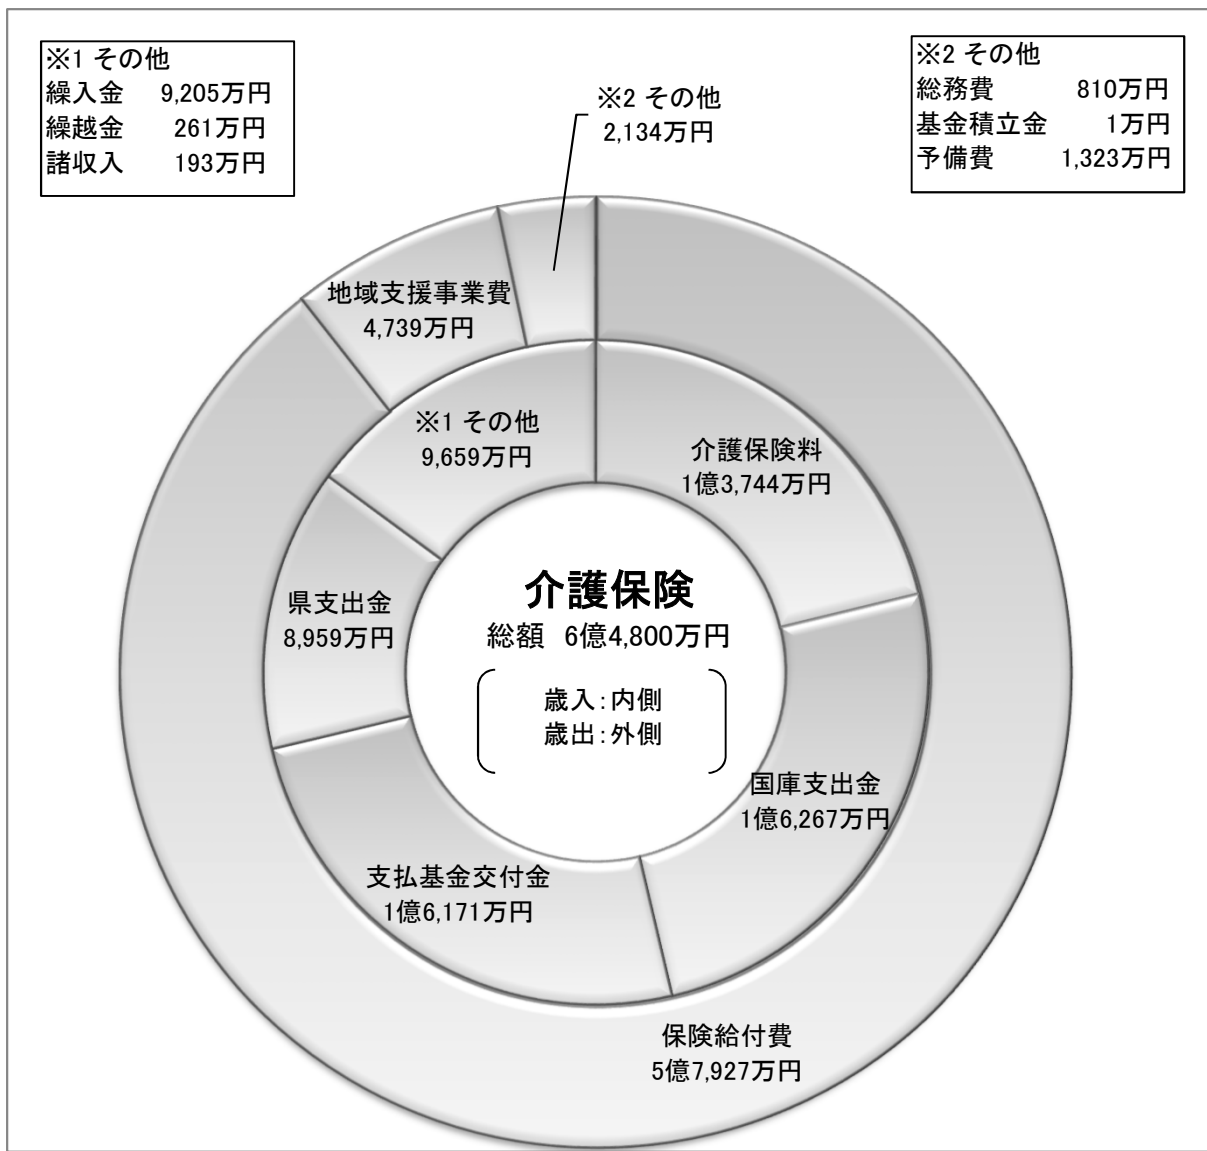 ※1 その他
繰入金 9,205万円
繰越金 261万円
諸収入 193万円
※2 その他
総務費 810万円
基金積立金 1万円
予備費 1,323万円
※2 その他
2,134万円
地域支援事業費
4,739万円
※1 その他
9,659万円
介護保険料
1億3,744万円
県支出金
8,959万円
介護保険
総額 6億4,800万円
歳入:内側
歳出:外側
国庫支出金
1億6,267万円
支払基金交付金
1億6,171万円
保険給付費
5億7,927万円